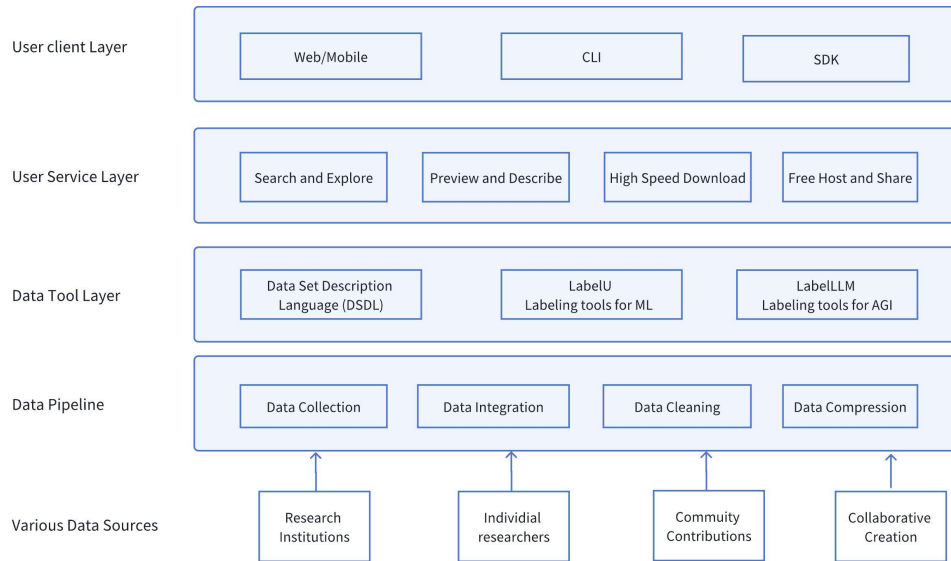 User client Layer
Web/Mobile
CLI
SDK
User Service Layer
Search and Explore
Preview and Describe
High Speed Download
Free Host and Share
Data Tool Layer
Data Set Description
Language (DSDL)
LabelU
Labeling tools for ML
LabelLLM
Labeling tools for AGI
Data Pipeline
Data Collection
Data Integration
Data Cleaning
Data Compression
Various Data Sources
Research
Institutions
Individial
researchers
Commuity
Contributions
Collaborative
Creation